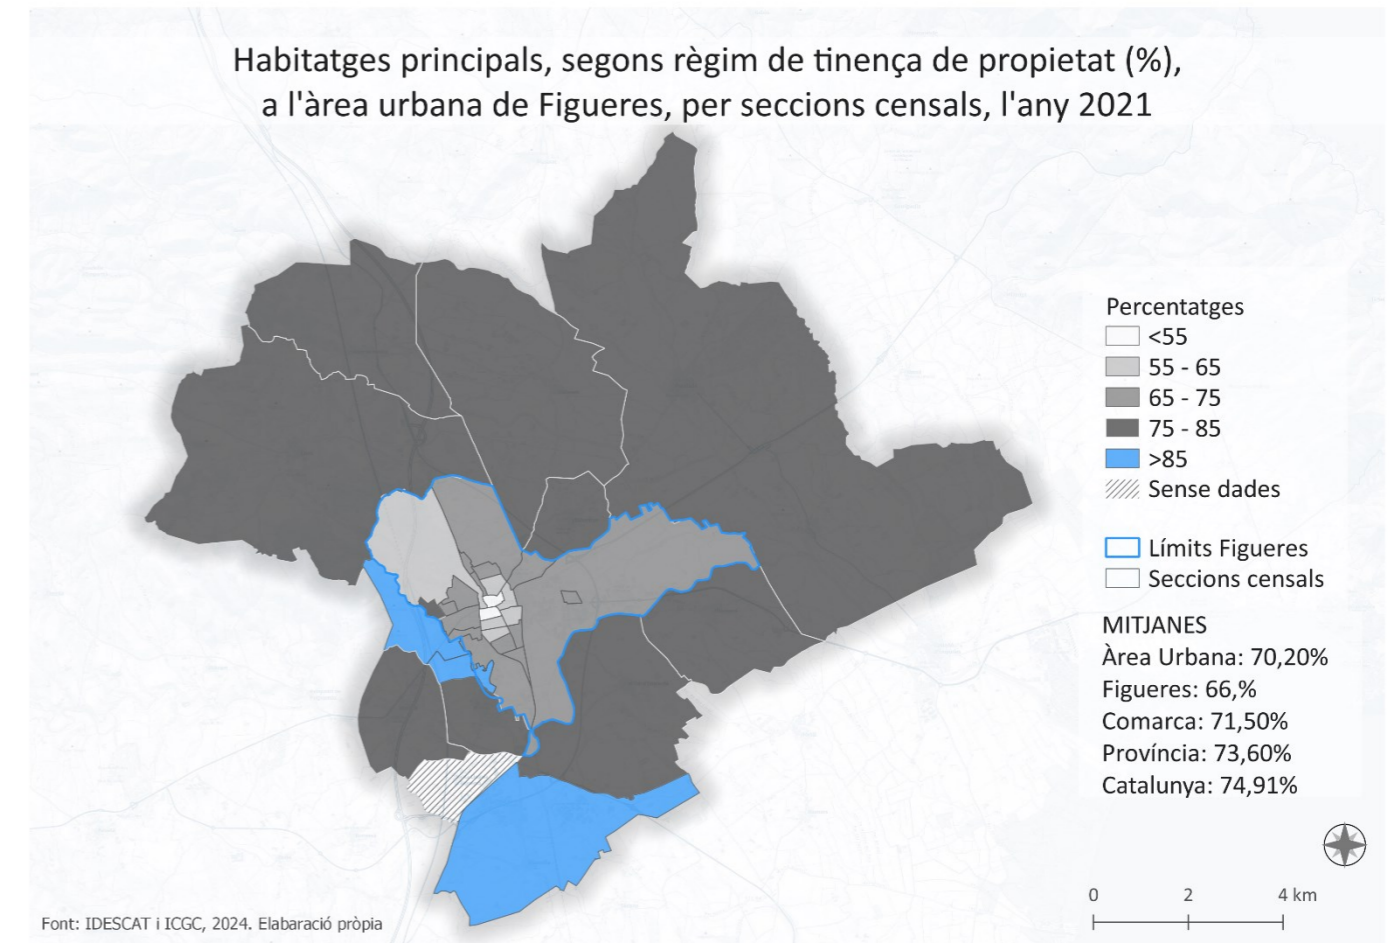 Habitatges principals, segons règim de tinença de propietat (%),
a l'àrea urbana de Figueres, per seccions censals, l'any 2021
Percentatges
<55
55 - 65
65 - 75
75 - 85
>85
Sense dades
Límits Figueres
Seccions censals
MITJANES
Àrea Urbana: 70,20%
Figueres: 66,%
Comarca: 71,50%
Província: 73,60%
Catalunya: 74,91%
0 2 4 km
Font: IDESCAT i ICGC, 2024. Elabaració pròpia